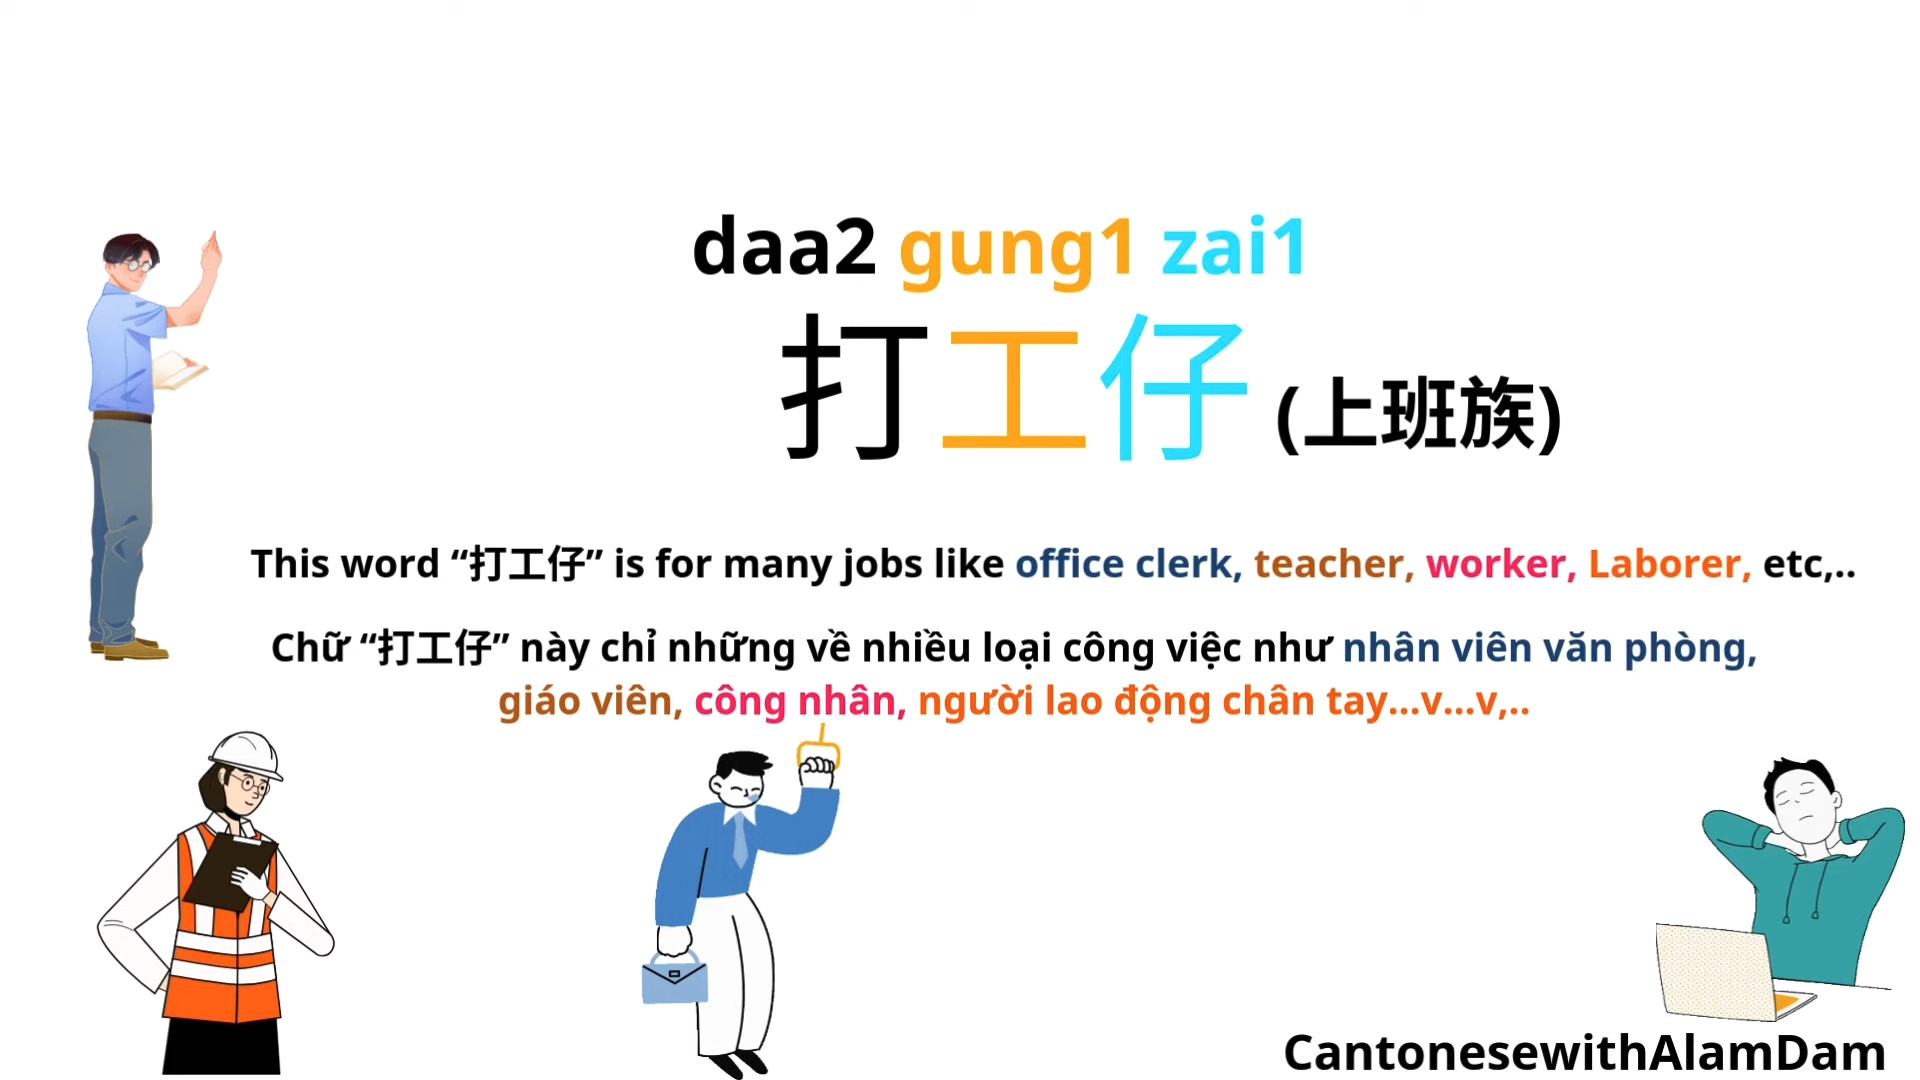 daa2 gung1 zai1
打工仔 (上班族)
This word “打工仔” is for many jobs like office clerk, teacher, worker, Laborer, etc,..
Chữ “打工仔” này chỉ những về nhiều loại công việc như nhân viên văn phòng,
giáo viên, công nhân, người lao động chân tay...v...v,..
CantonesewithAlamDam